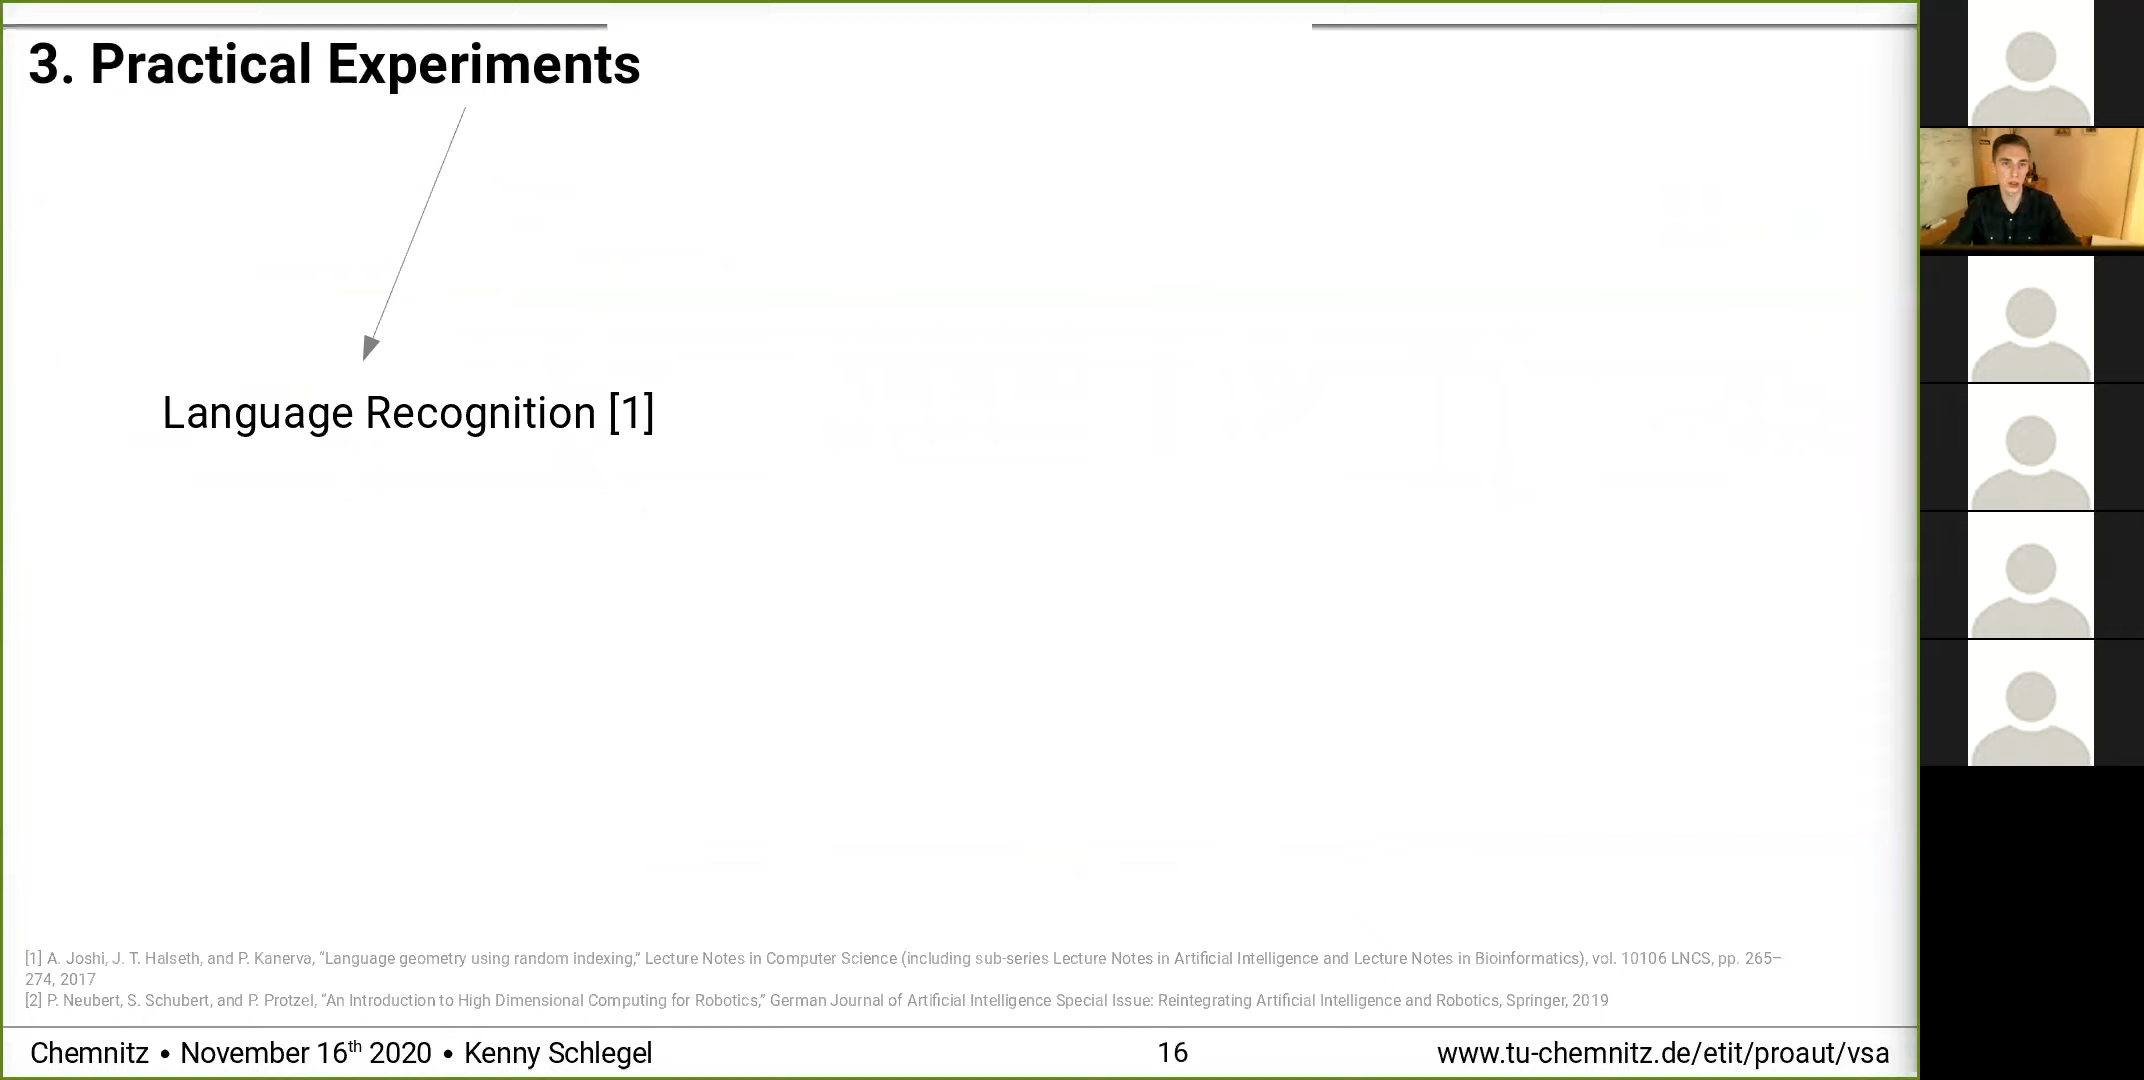 3. Practical Experiments
Language Recognition [1]
[1] A. Joshi, J. T. Halseth, and P. Kanerva, “Language geometry using random indexing,” Lecture Notes in Computer Science (including sub-series Lecture Notes in Artificial Intelligence and Lecture Notes in Bioinformatics), vol. 10106 LNCS, pp. 265–
274, 2017
[2] P. Neubert, S. Schubert, and P. Protzel, “An Introduction to High Dimensional Computing for Robotics,” German Journal of Artificial Intelligence Special Issue: Reintegrating Artificial Intelligence and Robotics, Springer, 2019
Chemnitz • November 16th 2020 • Kenny Schlegel 16 www.tu-chemnitz.de/etit/proaut/vsa